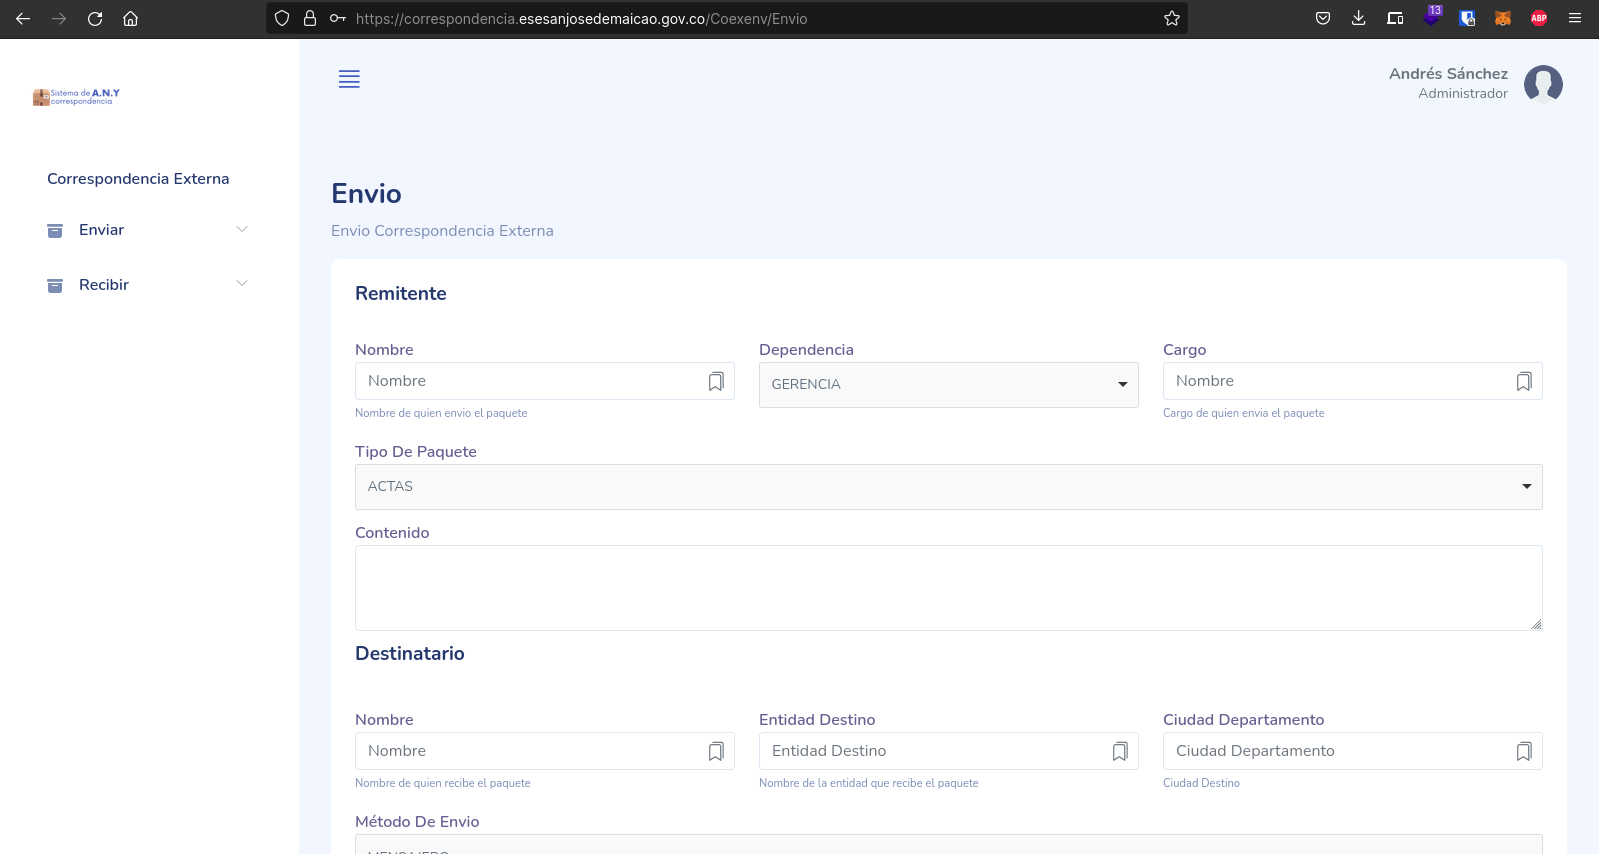 https://correspondencia.esesanjosedemaicao.gov.co/Coexenv/Envio
13
ABP
Sistema de A.N.Y
correspondencia
Andrés Sánchez
Administrador
Correspondencia Externa
Enviar
Recibir
Envio
Envio Correspondencia Externa
Remitente
Nombre Dependencia Cargo
Nombre GERENCIA Nombre
Nombre de quien envio el paquete Cargo de quien envia el paquete
Tipo De Paquete
ACTAS
Contenido
Destinatario
Nombre Entidad Destino Ciudad Departamento
Nombre Entidad Destino Ciudad Departamento
Nombre de quien recibe el paquete Nombre de la entidad que recibe el paquete Ciudad Destino
Método De Envio
MENSAJERO